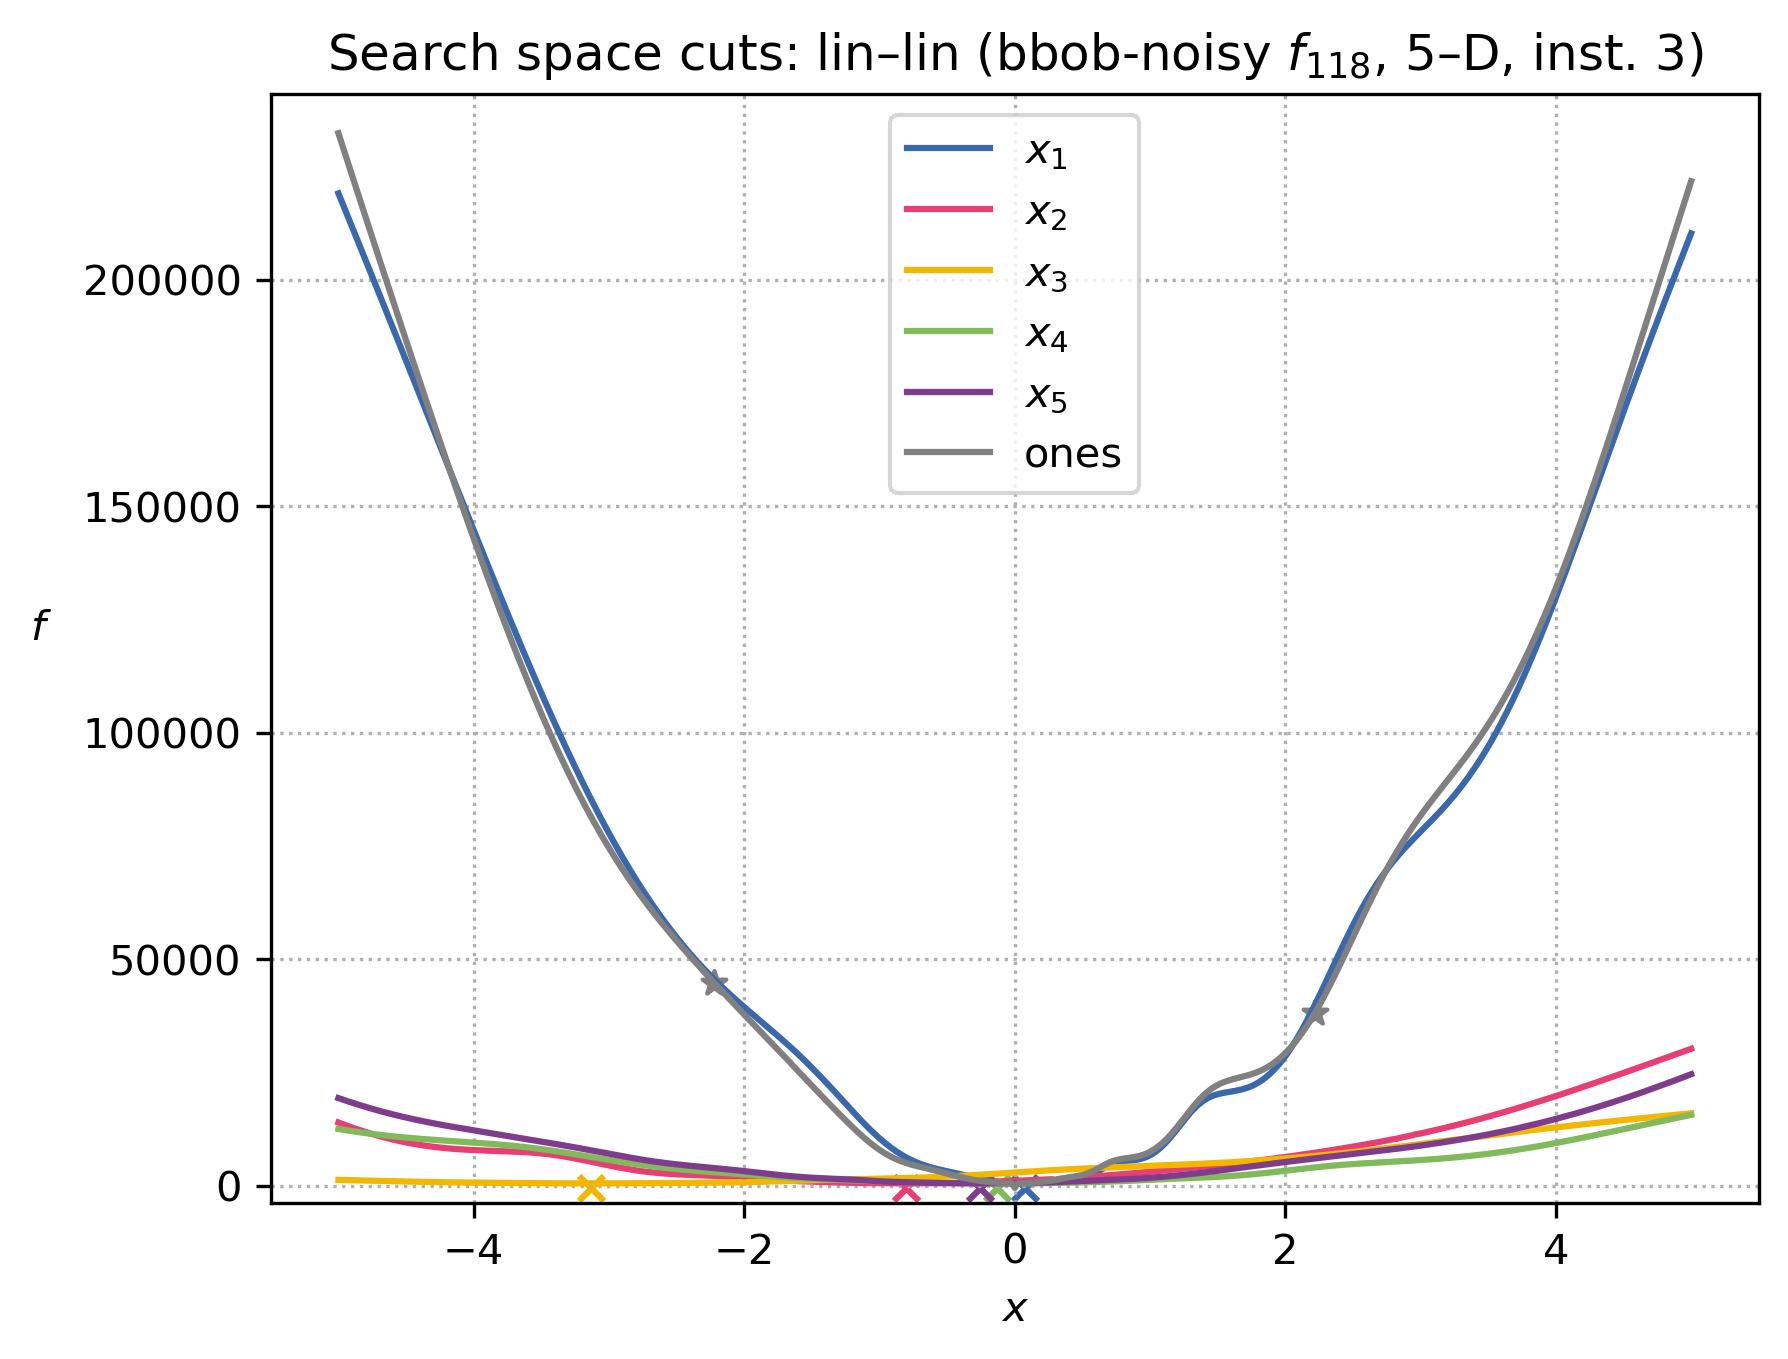 Search space cuts: lin–lin (bbob-noisy f₁₁₈, 5–D, inst. 3)
x₁
x₂
x₃
x₄
x₅
ones
200000
150000
100000
50000
0
f
−4 −2 0 2 4
x